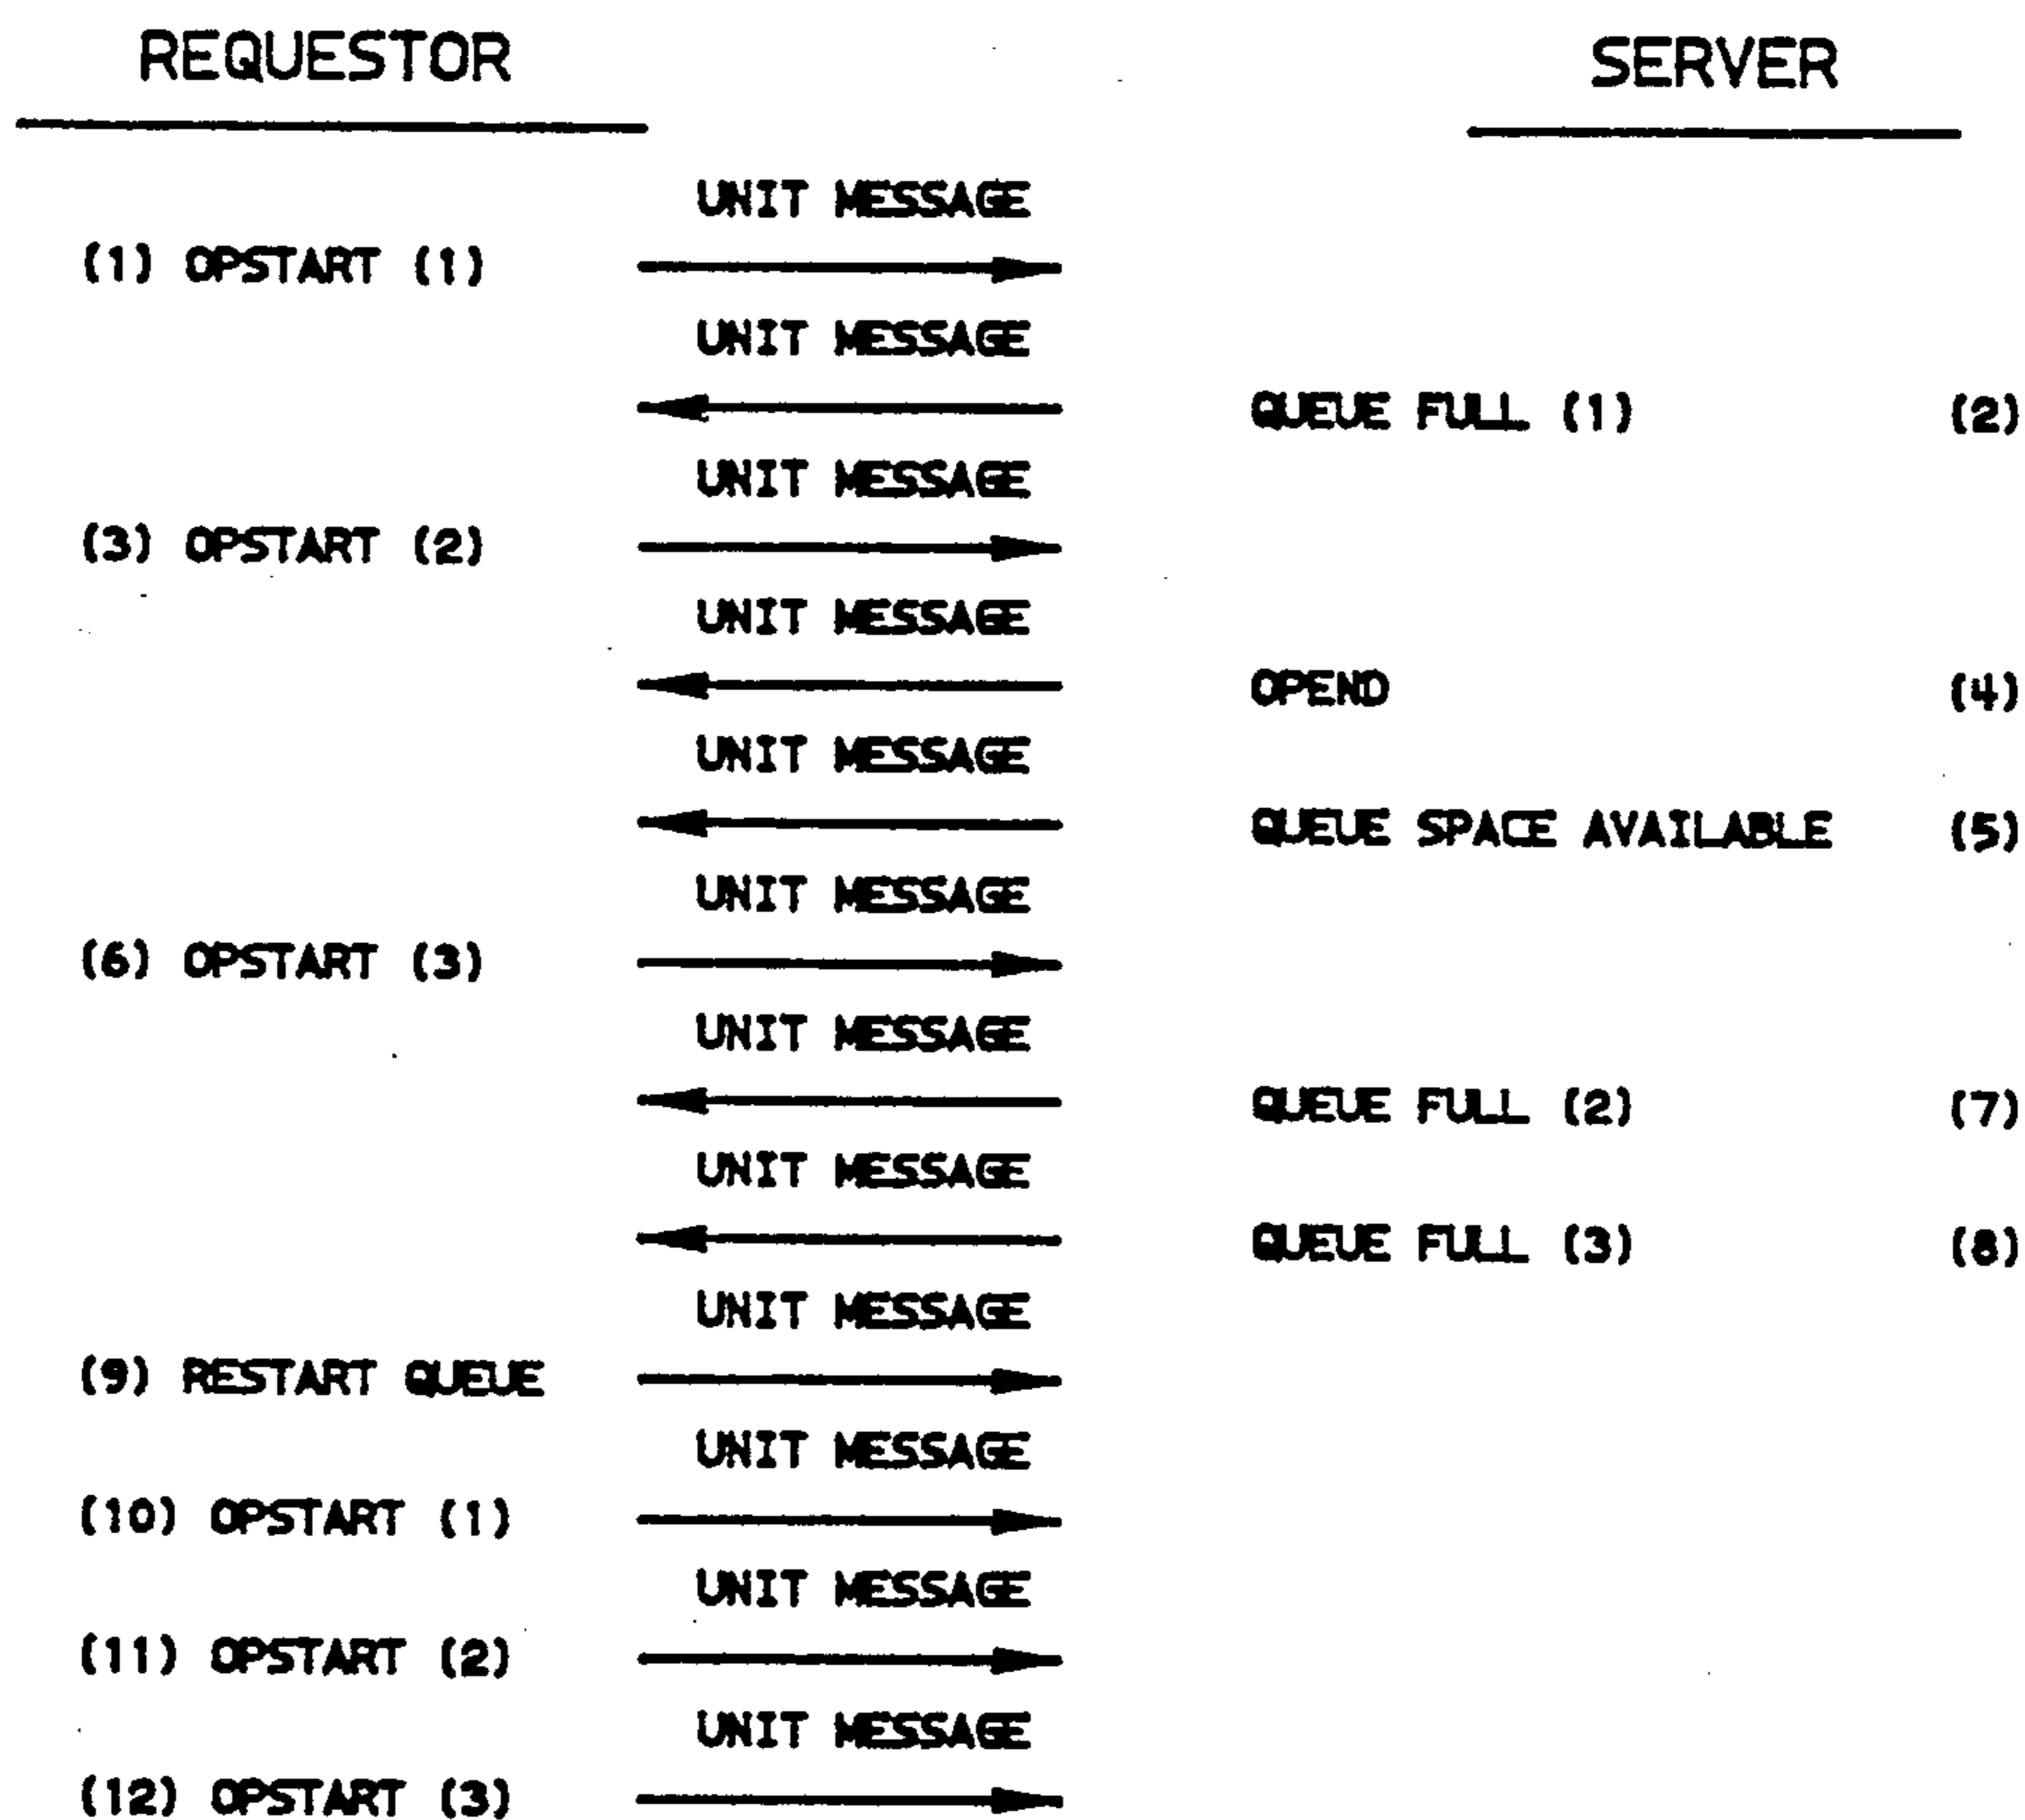 REQUESTOR SERVER
UNIT MESSAGE
(1) OPSTART (1)
UNIT MESSAGE
QUEUE FULL (1) (2)
UNIT MESSAGE
(3) OPSTART (2)
UNIT MESSAGE
OPEND (4)
UNIT MESSAGE
QUEUE SPACE AVAILABLE (5)
UNIT MESSAGE
(6) OPSTART (3)
UNIT MESSAGE
QUEUE FULL (2) (7)
UNIT MESSAGE
QUEUE FULL (3) (8)
UNIT MESSAGE
(9) RESTART QUEUE
UNIT MESSAGE
(10) OPSTART (1)
UNIT MESSAGE
(11) OPSTART (2)
UNIT MESSAGE
(12) OPSTART (3)